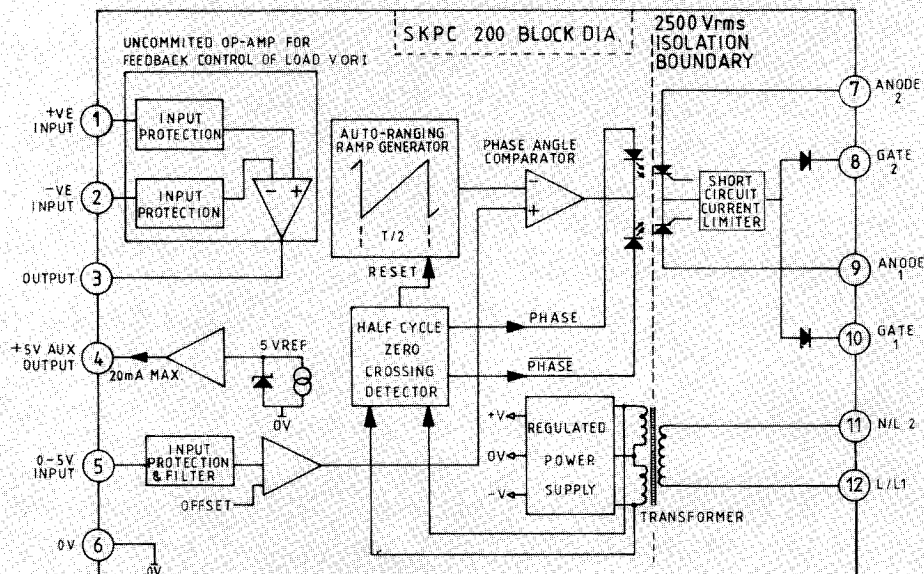 SKPC 200 BLOCK DIA.
2500 Vrms
ISOLATION
BOUNDARY
UNCOMMITED OP-AMP FOR
FEEDBACK CONTROL OF LOAD V OR I
+VE
INPUT
1
INPUT
PROTECTION
-VE
INPUT
2
INPUT
PROTECTION
- +
OUTPUT
3
AUTO-RANGING
RAMP GENERATOR
T/2
RESET
PHASE ANGLE
COMPARATOR
-
+
SHORT
CIRCUIT
CURRENT
LIMITER
7
ANODE
2
8
GATE
2
9
ANODE
1
10
GATE
1
+5V AUX
OUTPUT
4
20mA MAX.
5 VREF
0V
HALF CYCLE
ZERO
CROSSING
DETECTOR
PHASE
PHASE
0-5V
INPUT
5
INPUT
PROTECTION
& FILTER
OFFSET
+V
0V
-V
REGULATED
POWER
SUPPLY
TRANSFORMER
11
N/L 2
12
L/L1
0V
6
0V